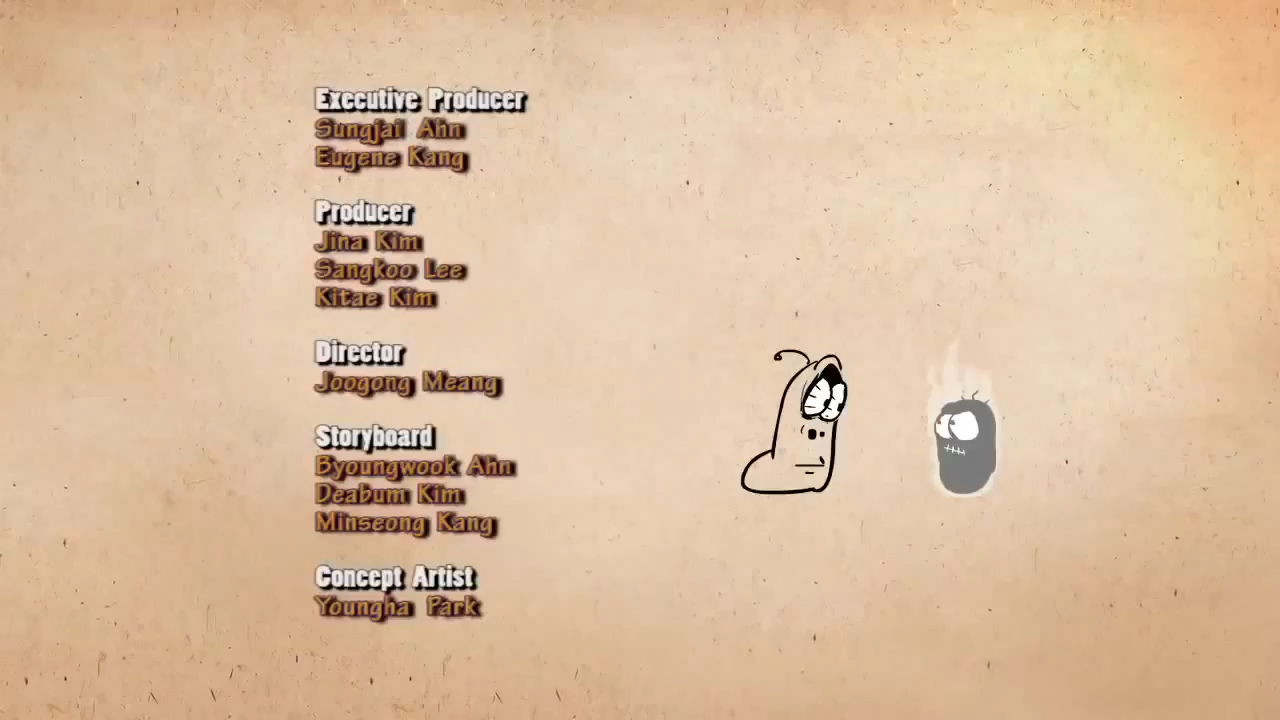 Executive Producer
Sungjai Ahn
Eugene Kang
Producer
Jina Kim
Sangkoo Lee
Kitae Kim
Director
Joogong Meang
Storyboard
Byoungwook Ahn
Deabum Kim
Minseong Kang
Concept Artist
Youngha Park